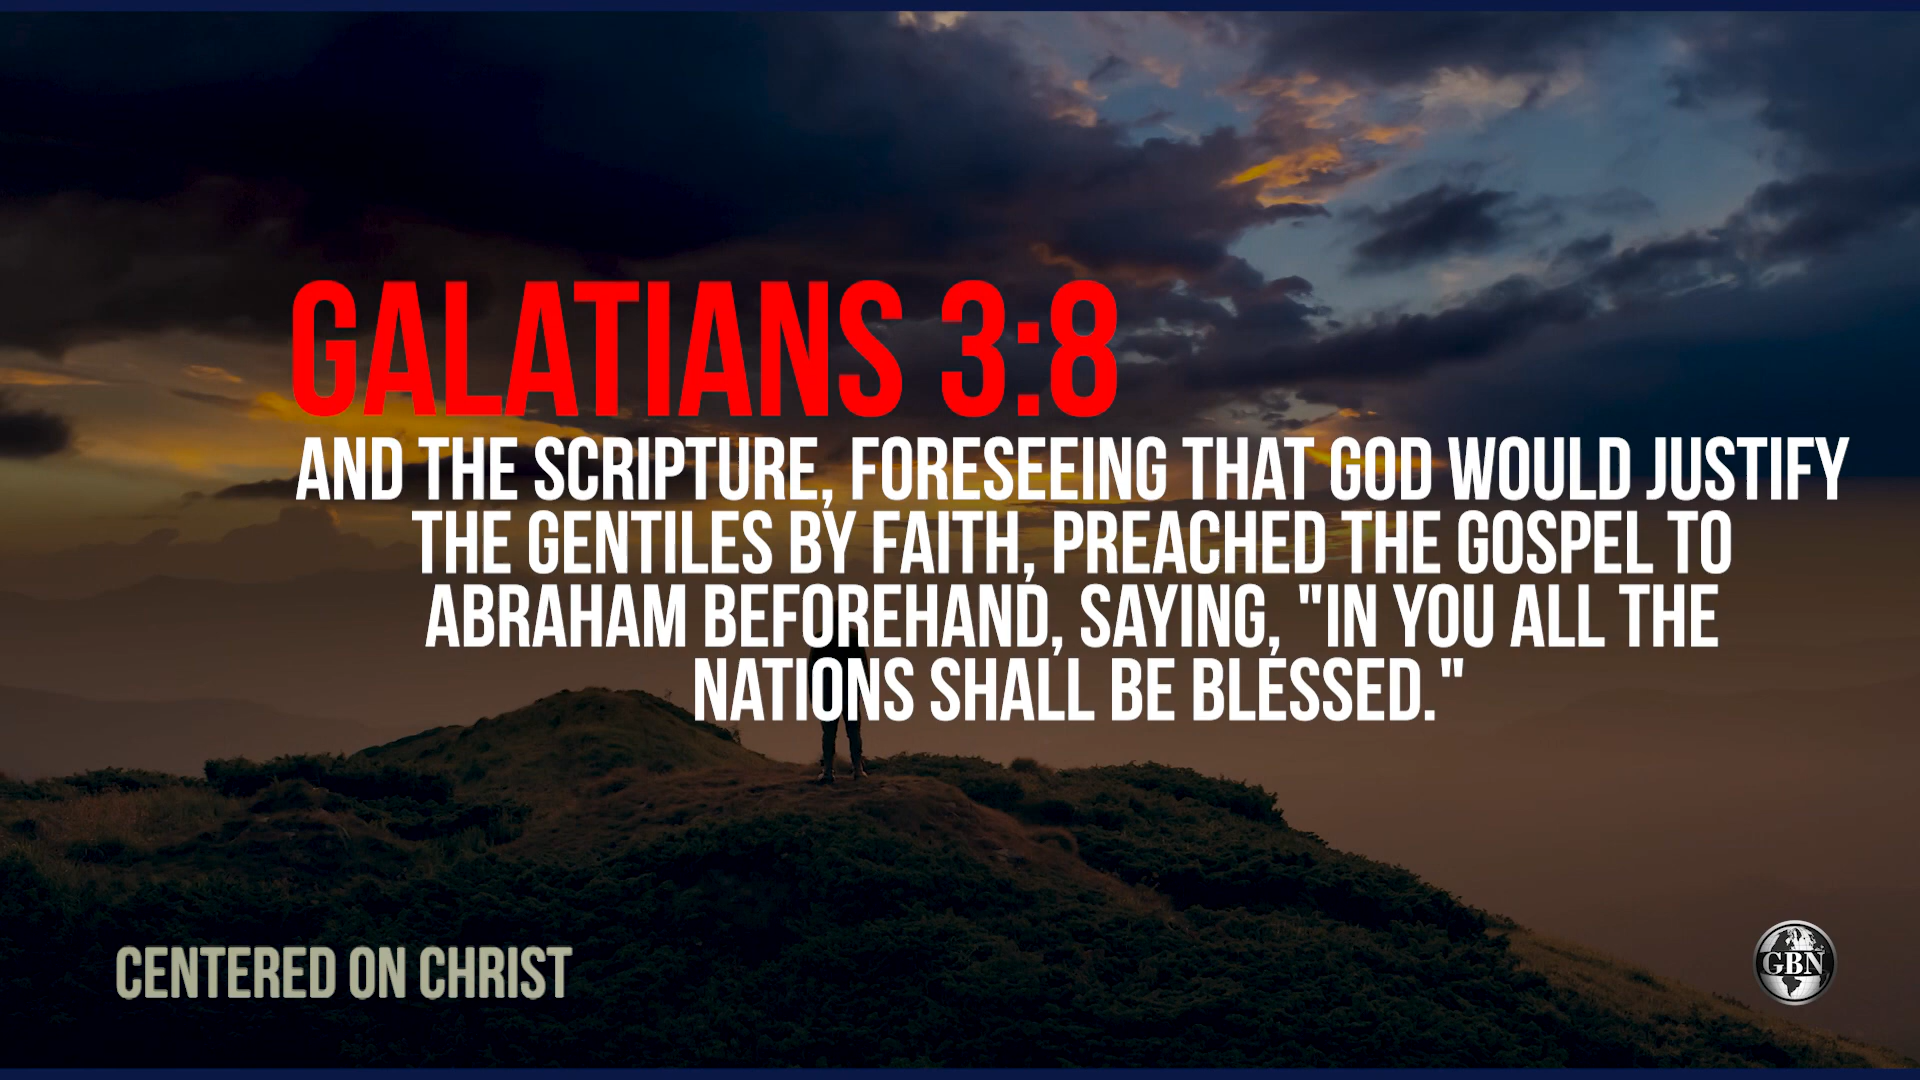 GALATIANS 3:8
AND THE SCRIPTURE, FORESEEING THAT GOD WOULD JUSTIFY
THE GENTILES BY FAITH, PREACHED THE GOSPEL TO
ABRAHAM BEFOREHAND, SAYING, "IN YOU ALL THE
NATIONS SHALL BE BLESSED."
CENTERED ON CHRIST
GBN